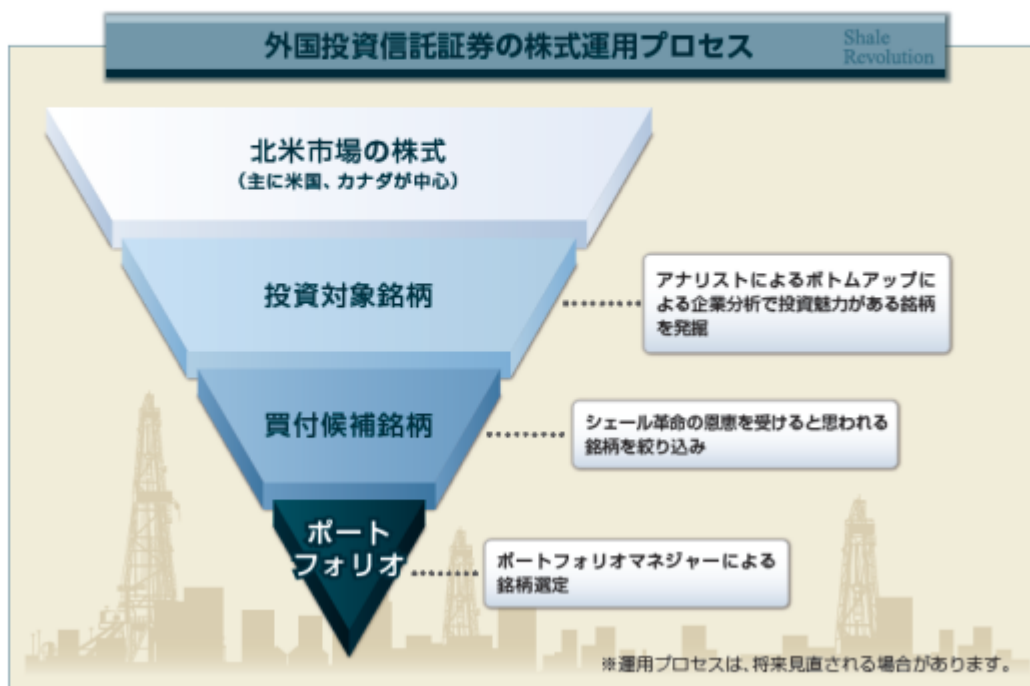 外国投資信託証券の株式運用プロセス
Shale
Revolution
北米市場の株式
（主に米国、カナダが中心）
投資対象銘柄
アナリストによるボトムアップに
よる企業分析で投資魅力がある銘柄
を発掘
買付候補銘柄
シェール革命の恩恵を受けると思われる
銘柄を絞り込み
ポート
フォリオ
ポートフォリオマネジャーによる
銘柄選定
※運用プロセスは、将来見直される場合があります。